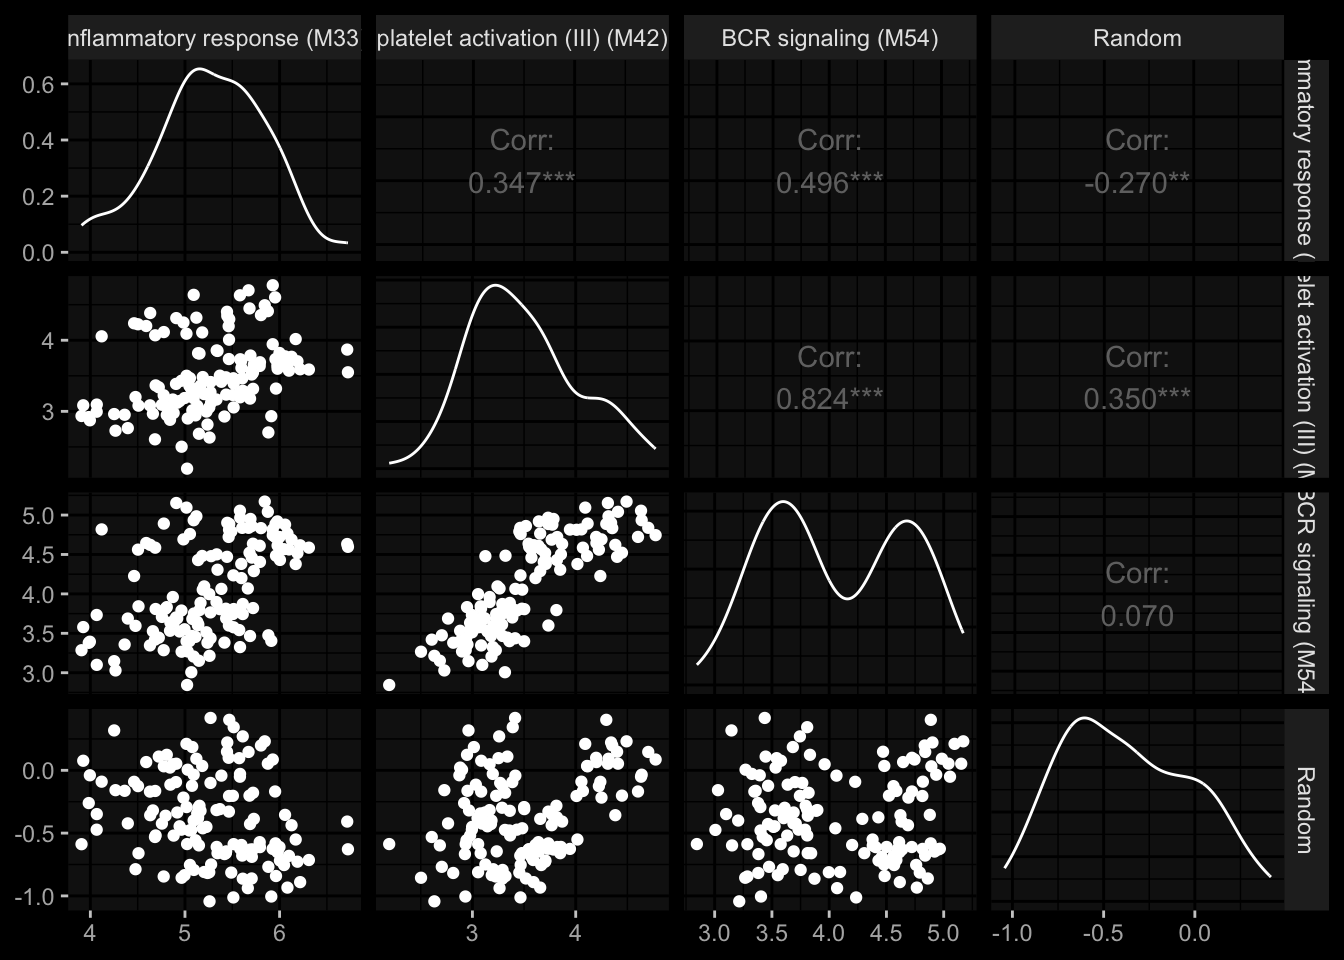 nflammatory response (M33
platelet activation (III) (M42)
BCR signaling (M54)
Random
0.6
0.4
0.2
0.0
Corr:
0.347***
Corr:
0.496***
Corr:
-0.270**
mmatory response (
4
3
Corr:
0.824***
Corr:
0.350***
elet activation (III) (M
5.0
4.5
4.0
3.5
3.0
Corr:
0.070
BCR signaling (M54
0.0
-0.5
-1.0
Random
4
5
6
3
4
3.0
3.5
4.0
4.5
5.0
-1.0
-0.5
0.0